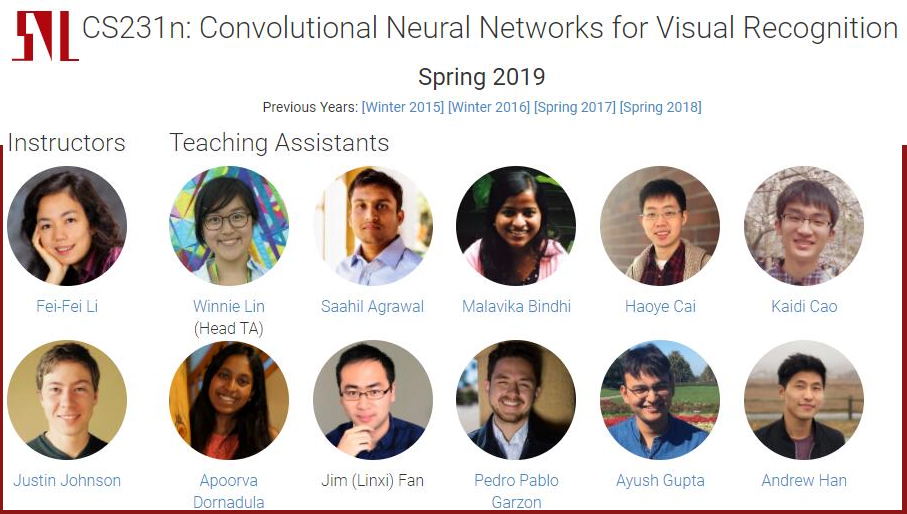 SVL
CS231n: Convolutional Neural Networks for Visual Recognition
Spring 2019
Previous Years: [Winter 2015] [Winter 2016] [Spring 2017] [Spring 2018]
Instructors
Teaching Assistants
Fei-Fei Li
Winnie Lin
(Head TA)
Saahil Agrawal
Malavika Bindhi
Haoye Cai
Kaidi Cao
Justin Johnson
Apoorva
Dornadula
Jim (Linxi) Fan
Pedro Pablo
Garzon
Ayush Gupta
Andrew Han